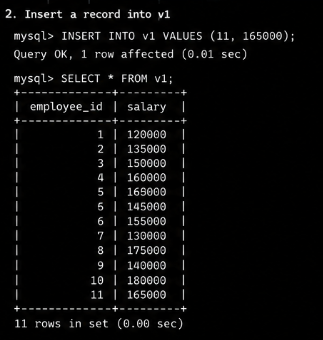 2. Insert a record into v1
mysql> INSERT INTO v1 VALUES (11, 165000);
Query OK, 1 row affected (0.01 sec)
mysql> SELECT * FROM v1;
+-------------+--------+
| employee_id | salary |
+-------------+--------+
| 1 | 120000 |
| 2 | 135000 |
| 3 | 150000 |
| 4 | 160000 |
| 5 | 165000 |
| 5 | 145000 |
| 6 | 155000 |
| 7 | 130000 |
| 8 | 175000 |
| 9 | 140000 |
| 10 | 180000 |
| 11 | 165000 |
+-------------+--------+
11 rows in set (0.00 sec)